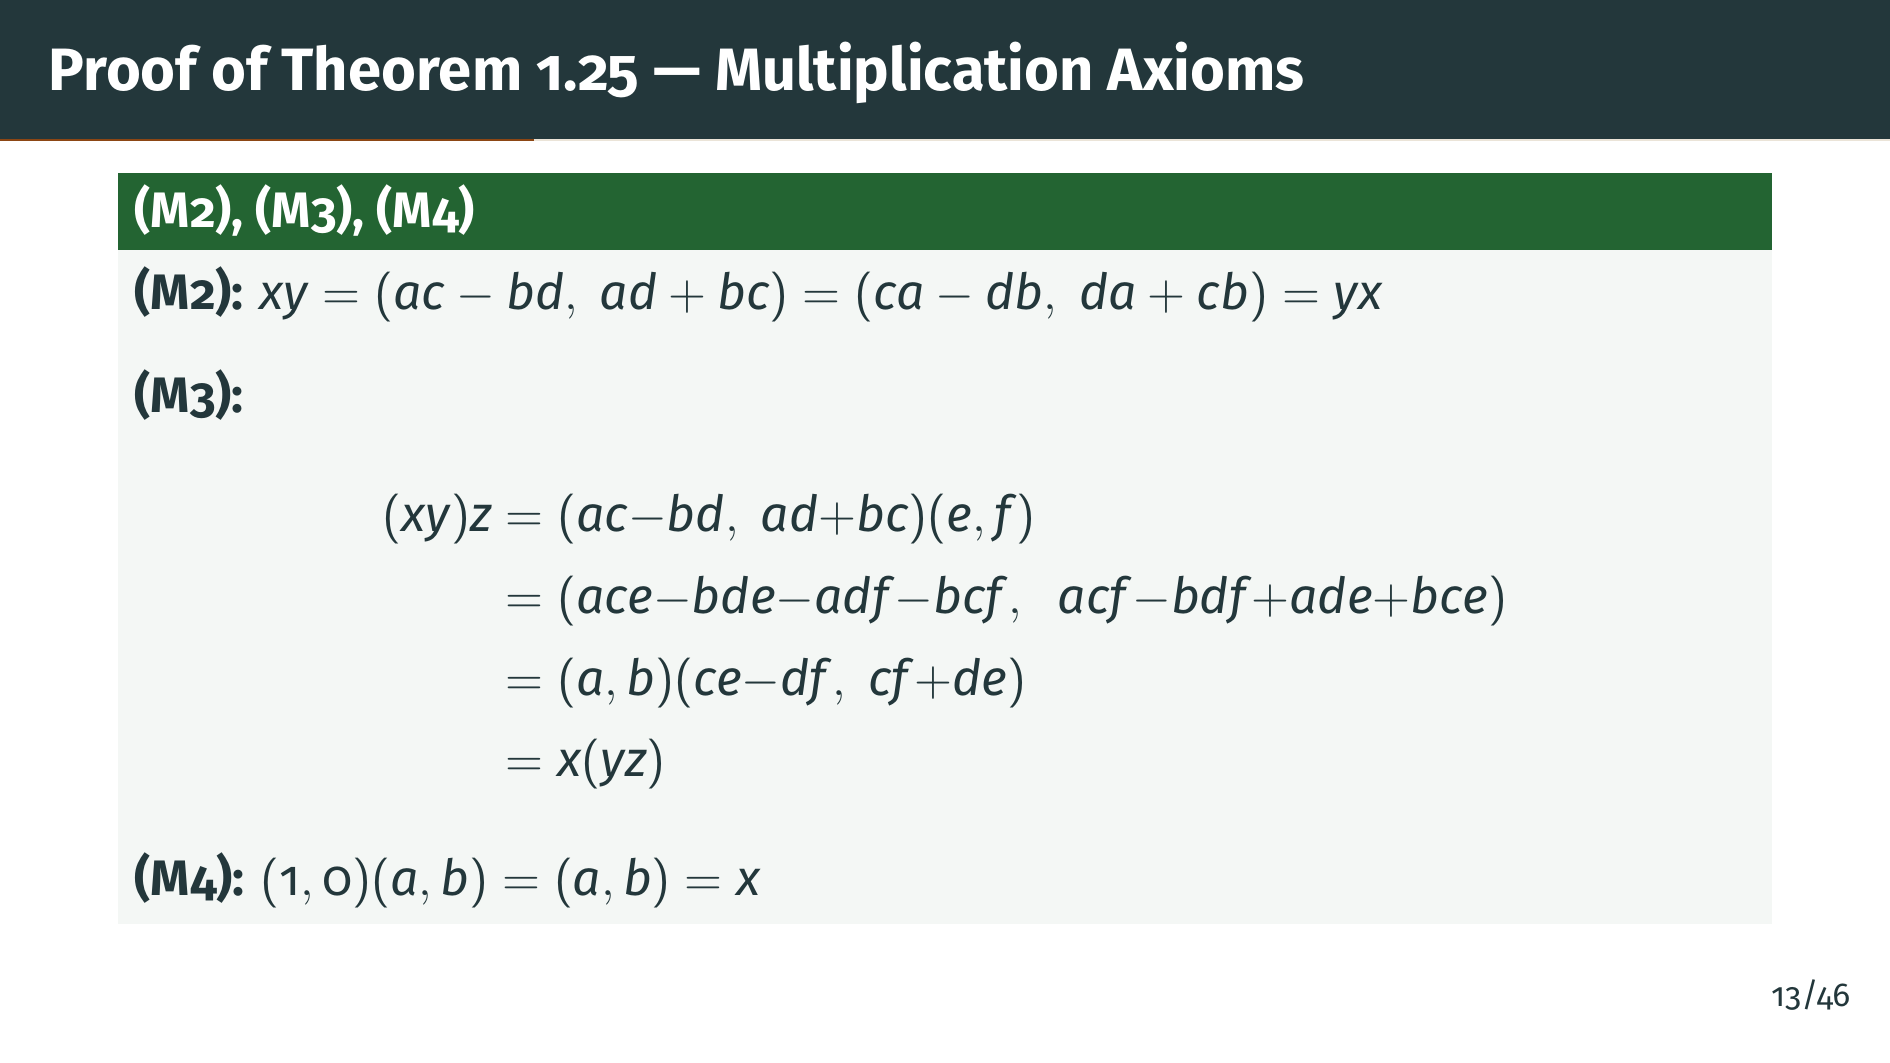 Proof of Theorem 1.25 — Multiplication Axioms
(M2), (M3), (M4)
(M2): xy = (ac − bd, ad + bc) = (ca − db, da + cb) = yx
(M3):
(xy)z = (ac−bd, ad+bc)(e, f)
= (ace−bde−adf−bcf, acf−bdf+ade+bce)
= (a, b)(ce−df, cf+de)
= x(yz)
(M4): (1, 0)(a, b) = (a, b) = x
13/46